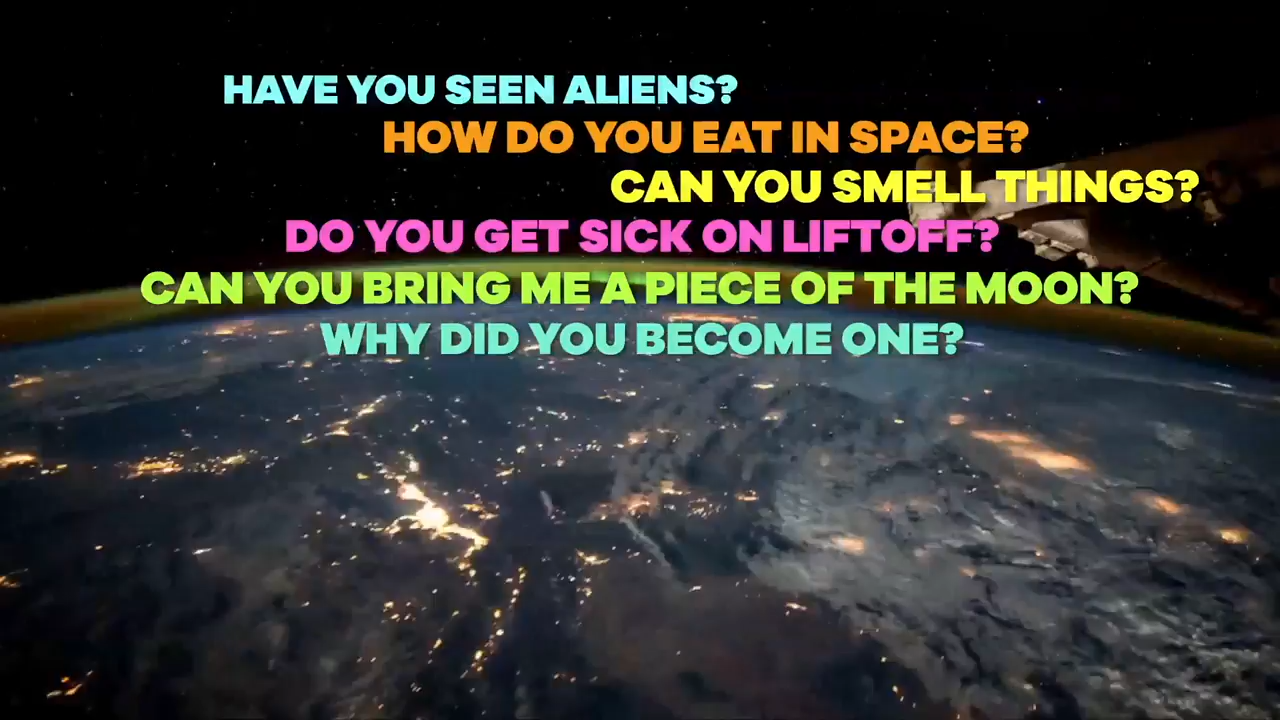 HAVE YOU SEEN ALIENS?
HOW DO YOU EAT IN SPACE?
CAN YOU SMELL THINGS?
DO YOU GET SICK ON LIFTOFF?
CAN YOU BRING ME A PIECE OF THE MOON?
WHY DID YOU BECOME ONE?